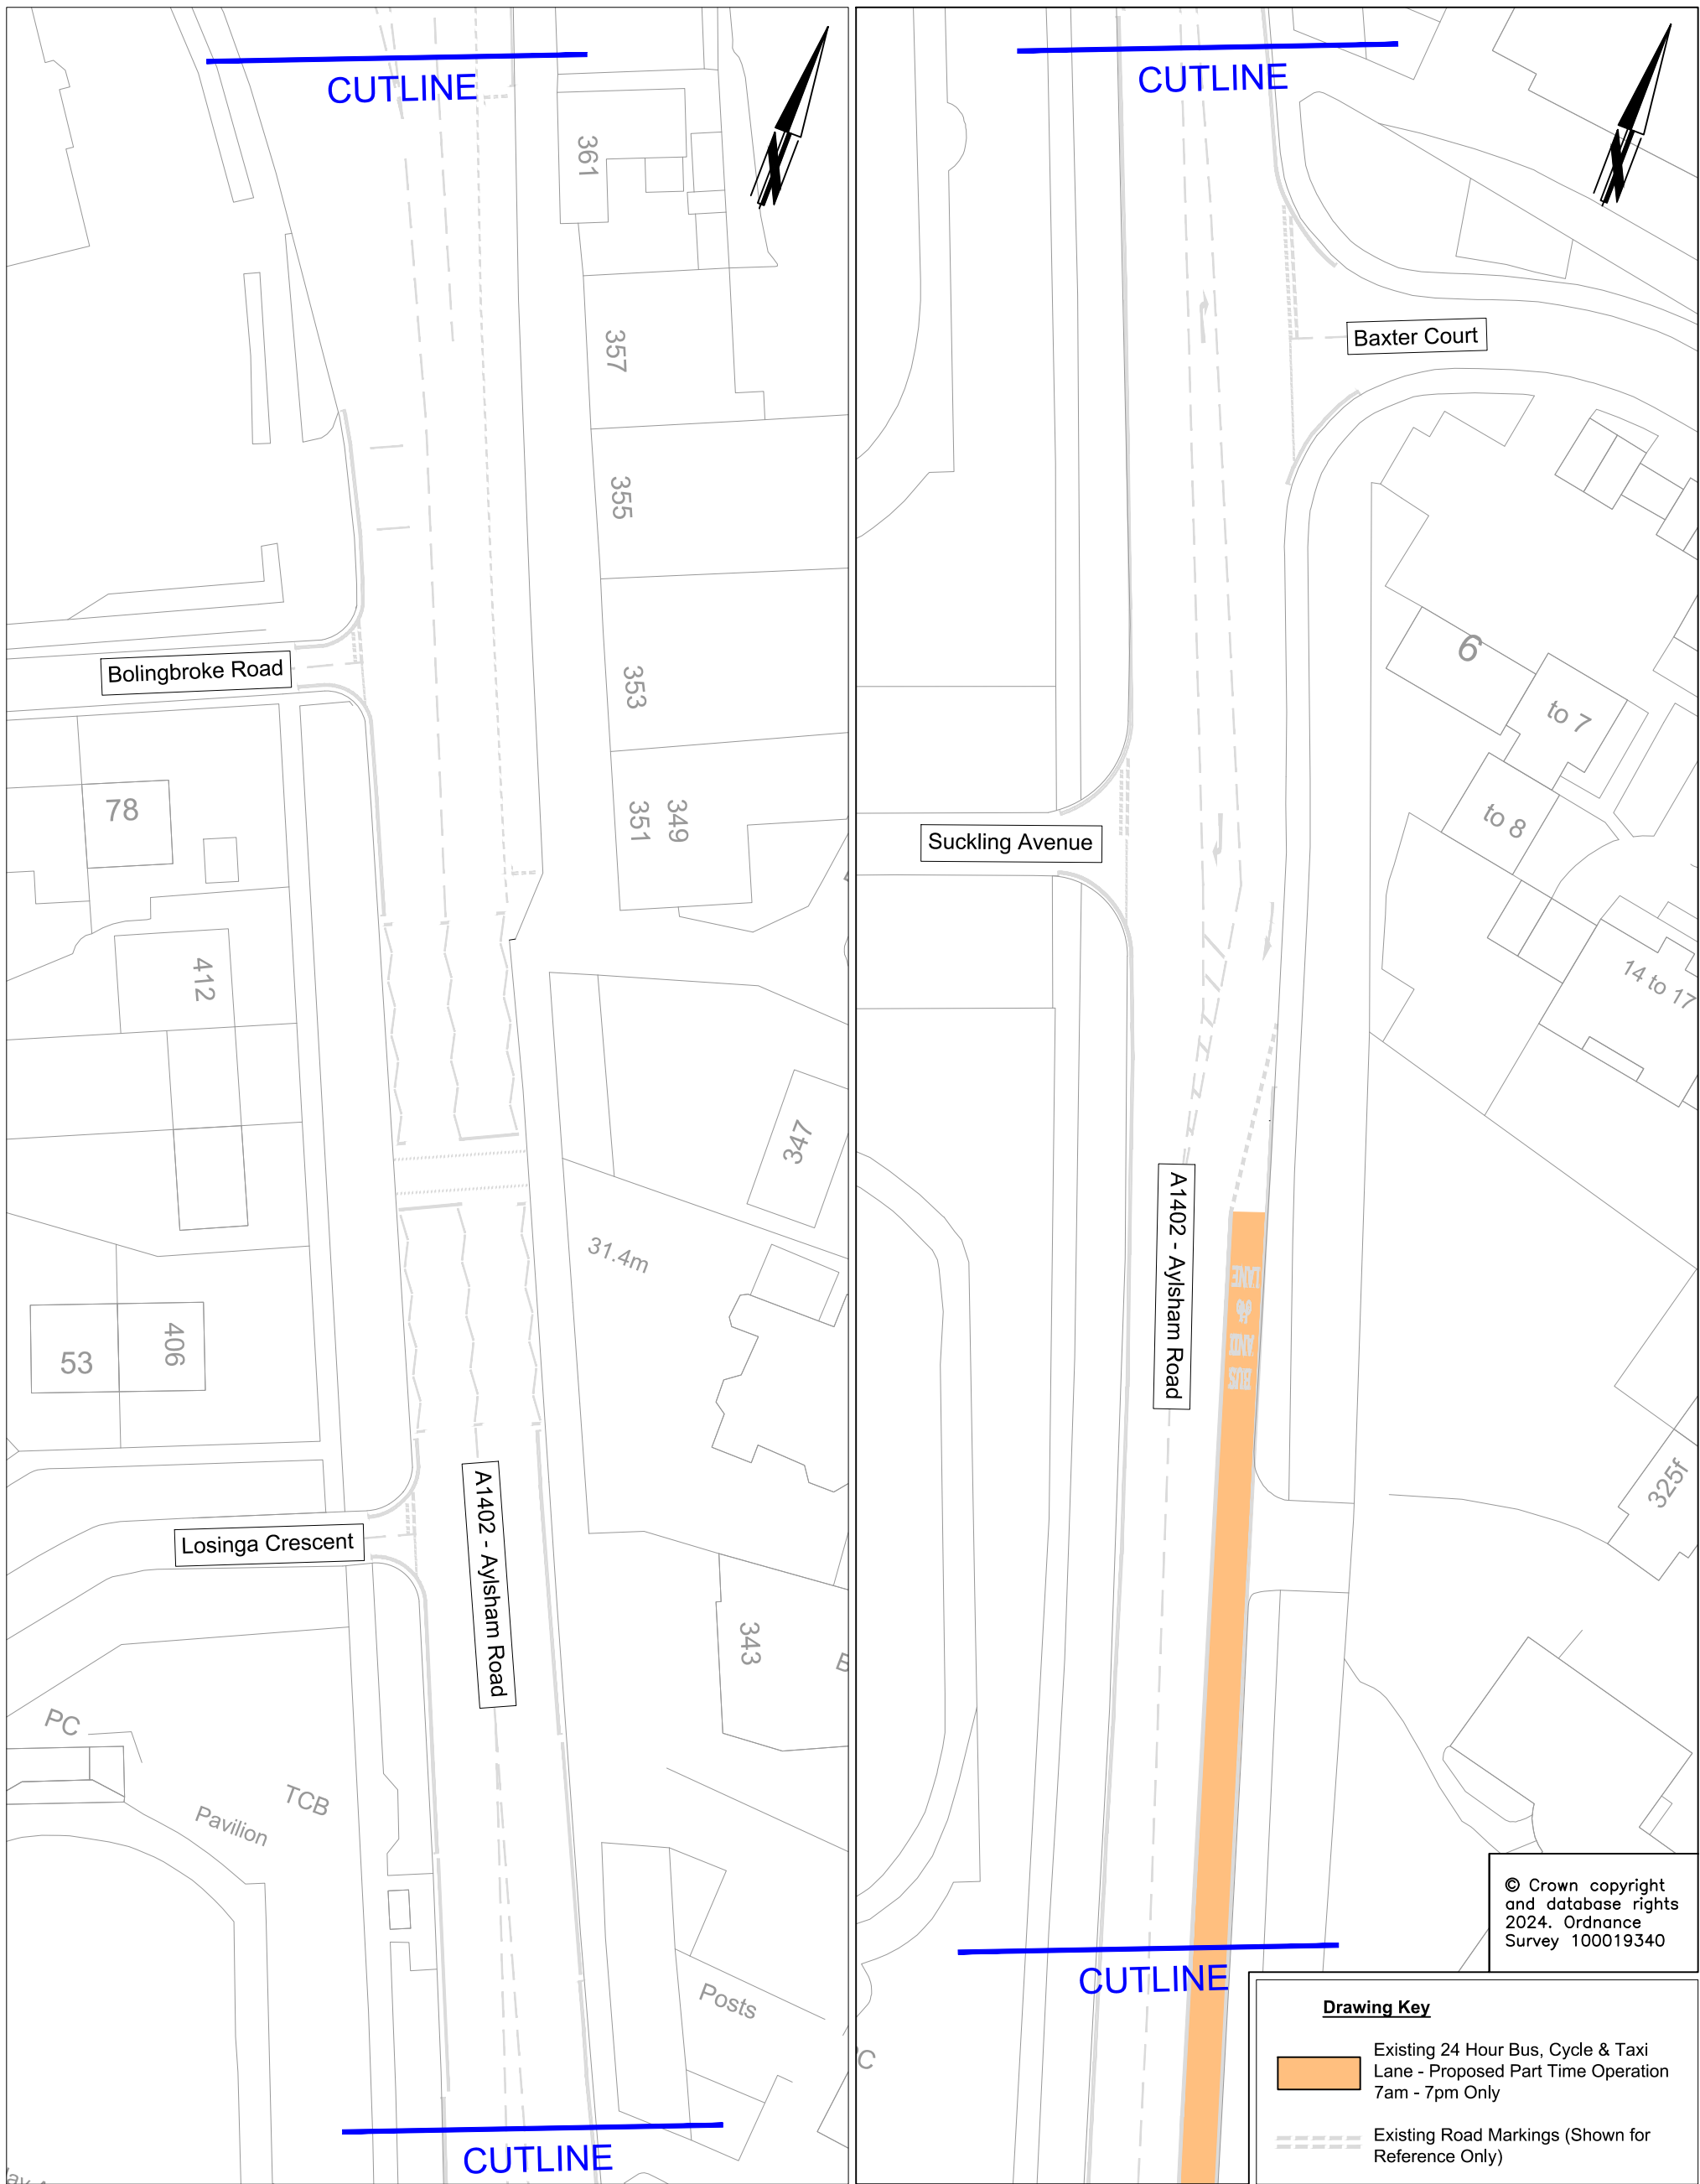 CUTLINE
361
357
355
353
351
349
Bolingbroke Road
78
412
347
31.4m
53
406
Losinga Crescent
A1402 - Aylsham Road
343
PC
TCB
Pavilion
Posts
CUTLINE
CUTLINE
N
N
Baxter Court
6
to 7
to 8
Suckling Avenue
14 to 17
A1402 - Aylsham Road
LANE
AND
BUS
325f
© Crown copyright
and database rights
2024. Ordnance
Survey 100019340
CUTLINE
Drawing Key
Existing 24 Hour Bus, Cycle & Taxi
Lane - Proposed Part Time Operation
7am - 7pm Only
Existing Road Markings (Shown for
Reference Only)